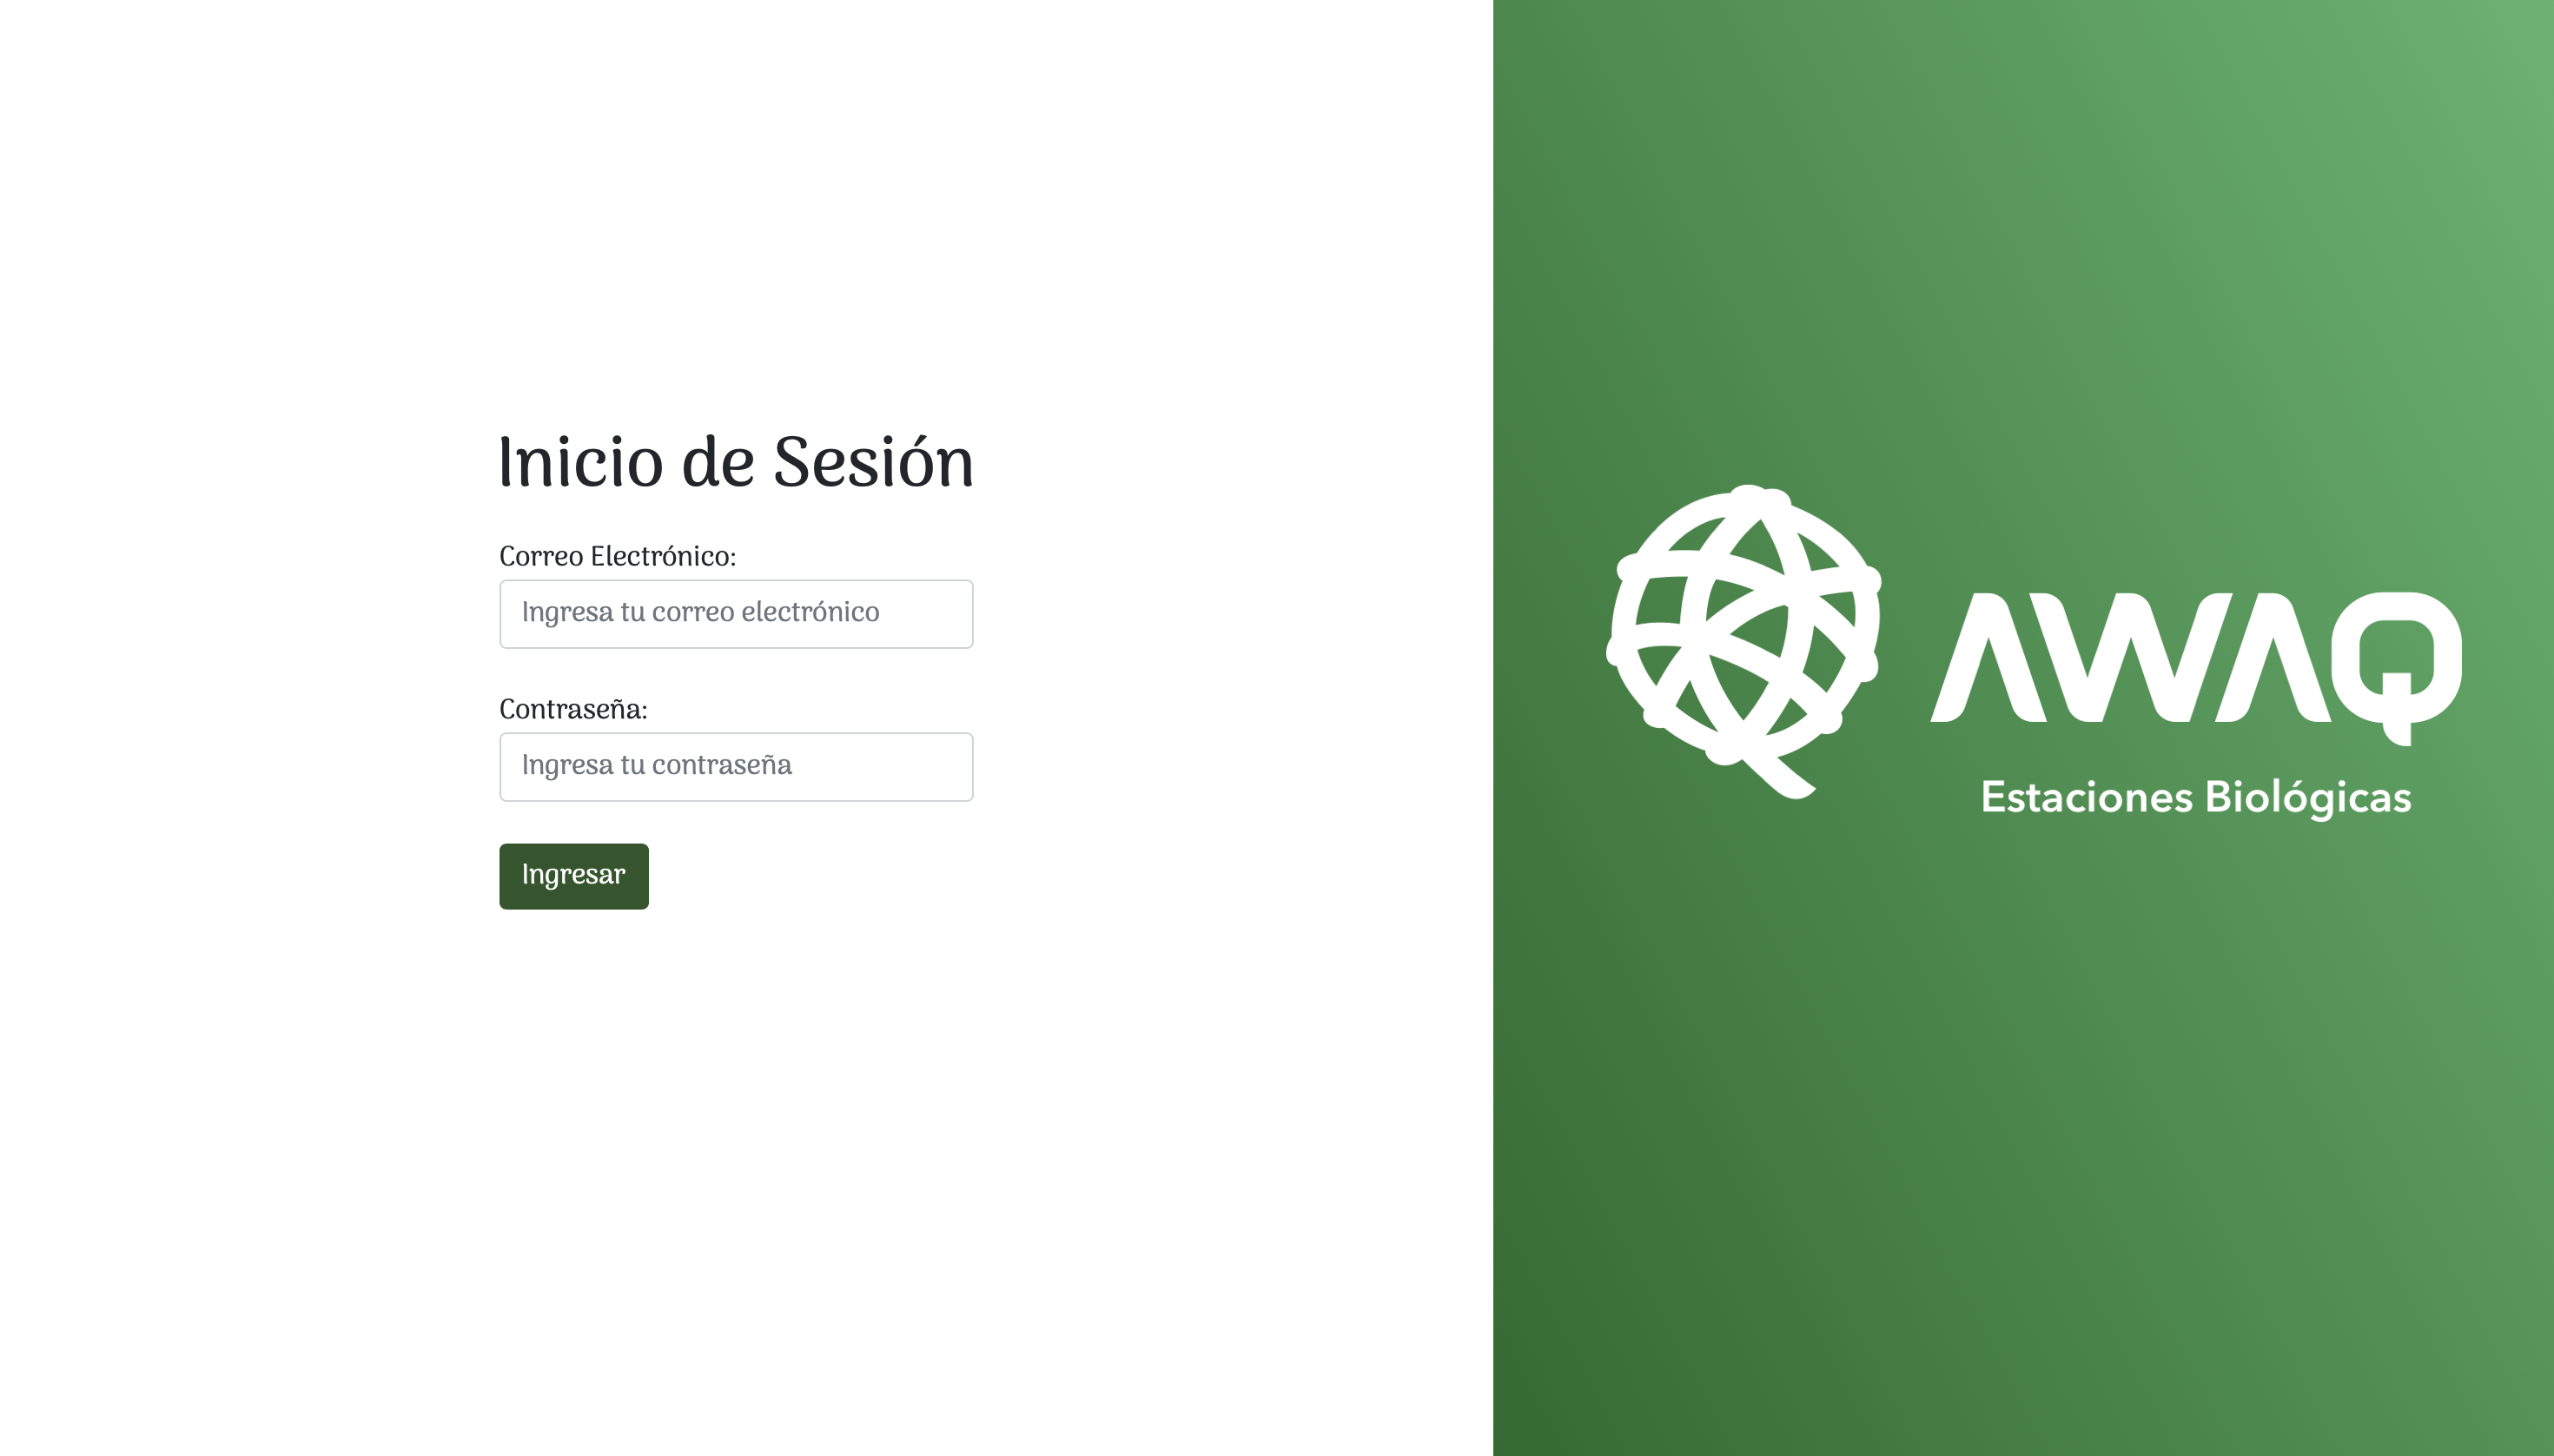 Inicio de Sesión
Correo Electrónico:
Ingresa tu correo electrónico
Contraseña:
Ingresa tu contraseña
Ingresar
AWAQ
Estaciones Biológicas